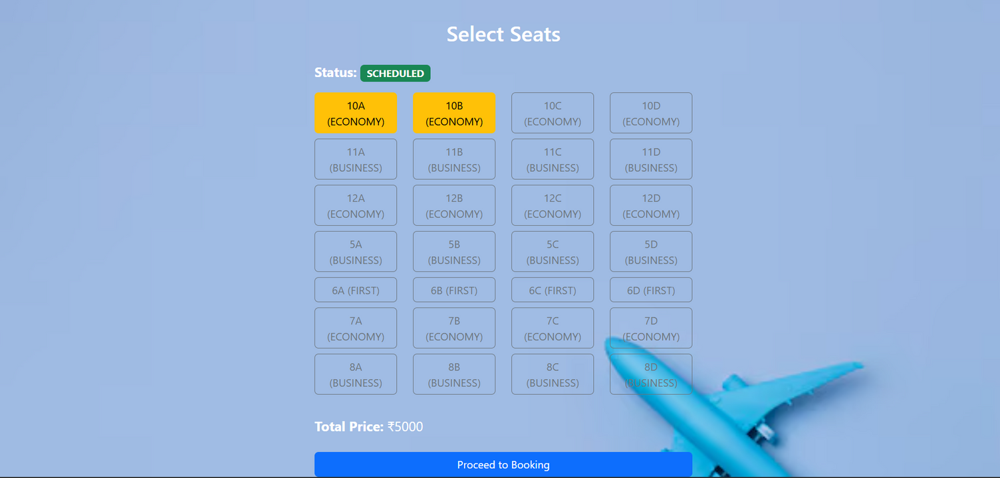 Select Seats
Status: SCHEDULED
10A
(ECONOMY)
10B
(ECONOMY)
10C
(ECONOMY)
10D
(ECONOMY)
11A
(BUSINESS)
11B
(BUSINESS)
11C
(BUSINESS)
11D
(BUSINESS)
12A
(ECONOMY)
12B
(ECONOMY)
12C
(ECONOMY)
12D
(ECONOMY)
5A
(BUSINESS)
5B
(BUSINESS)
5C
(BUSINESS)
5D
(BUSINESS)
6A (FIRST)
6B (FIRST)
6C (FIRST)
6D (FIRST)
7A
(ECONOMY)
7B
(ECONOMY)
7C
(ECONOMY)
7D
(ECONOMY)
8A
(BUSINESS)
8B
(BUSINESS)
8C
(BUSINESS)
8D
(BUSINESS)
Total Price: ₹5000
Proceed to Booking